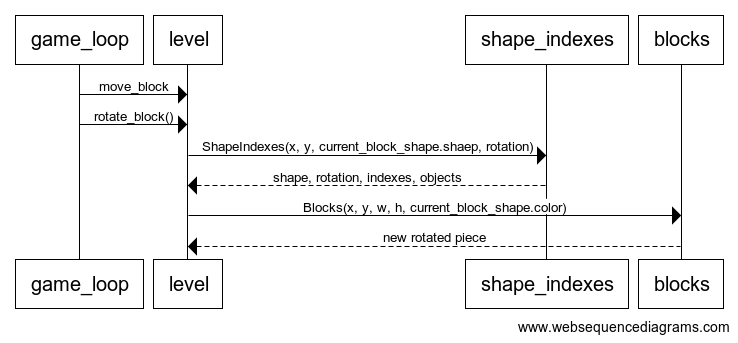 game_loop level shape_indexes blocks
move_block
rotate_block()
ShapeIndexes(x, y, current_block_shape.shaep, rotation)
shape, rotation, indexes, objects
Blocks(x, y, w, h, current_block_shape.color)
new rotated piece
game_loop level shape_indexes blocks
www.websequencediagrams.com